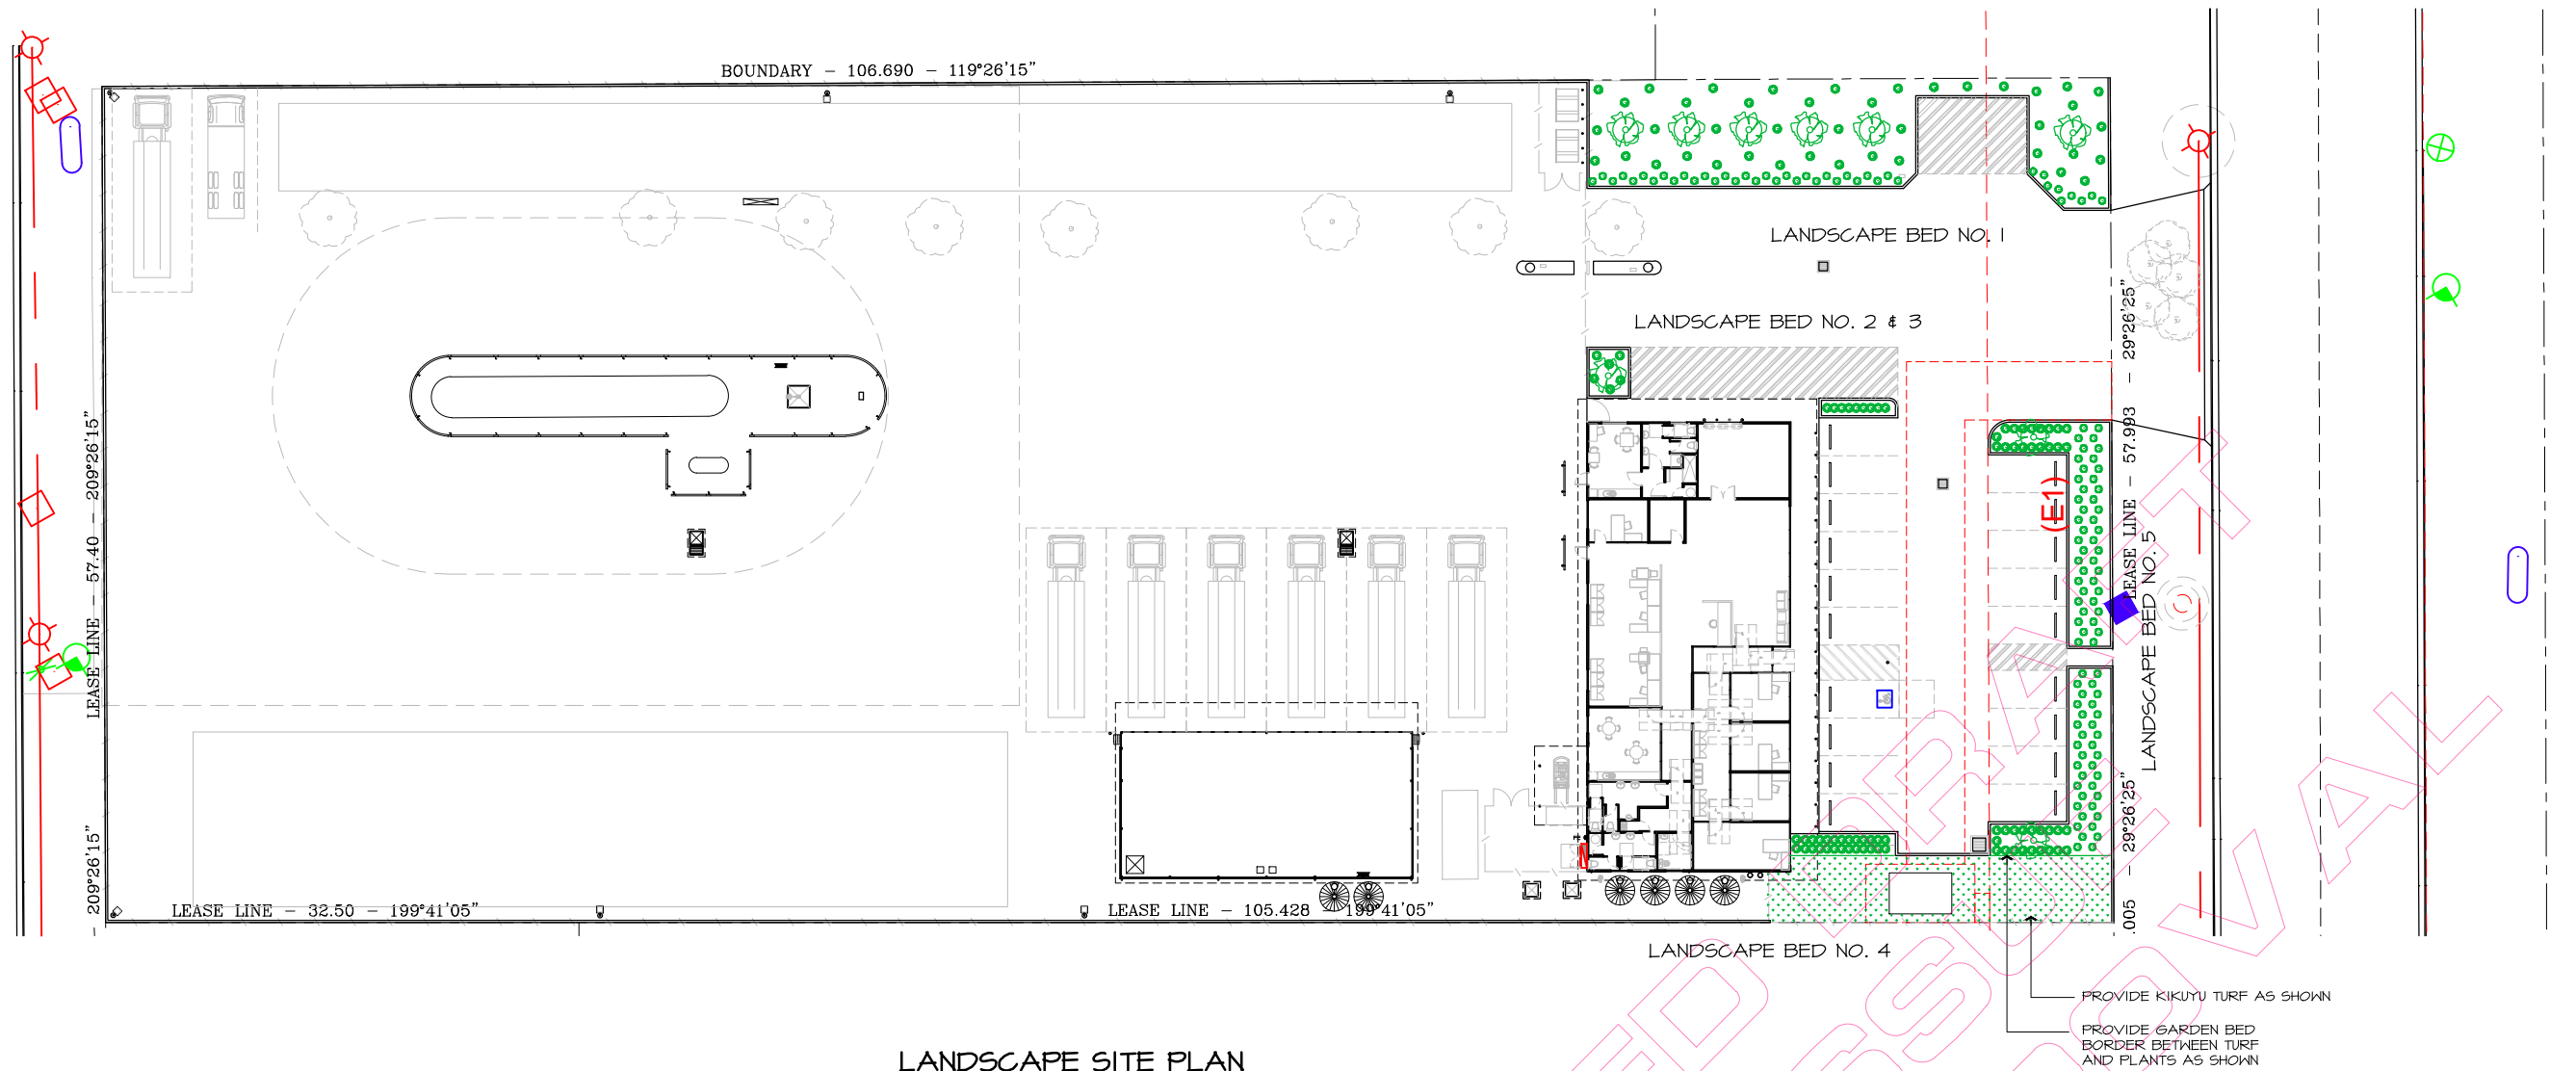 BOUNDARY - 106.690 - 119°26'15"
LANDSCAPE BED NO. 1
LANDSCAPE BED NO. 2 & 3
LEASE LINE - 57.40 - 209°26'15"
LEASE LINE - 57.993 - 29°26'25"
(E1)
LANDSCAPE BED NO. 5
- 209°26'15"
.005 - 29°26'25"
LEASE LINE - 32.50 - 199°41'05"
LEASE LINE - 105.428 - 199°41'05"
LANDSCAPE BED NO. 4
PROVIDE KIKUYU TURF AS SHOWN
PROVIDE GARDEN BED
BORDER BETWEEN TURF
AND PLANTS AS SHOWN
LANDSCAPE SITE PLAN